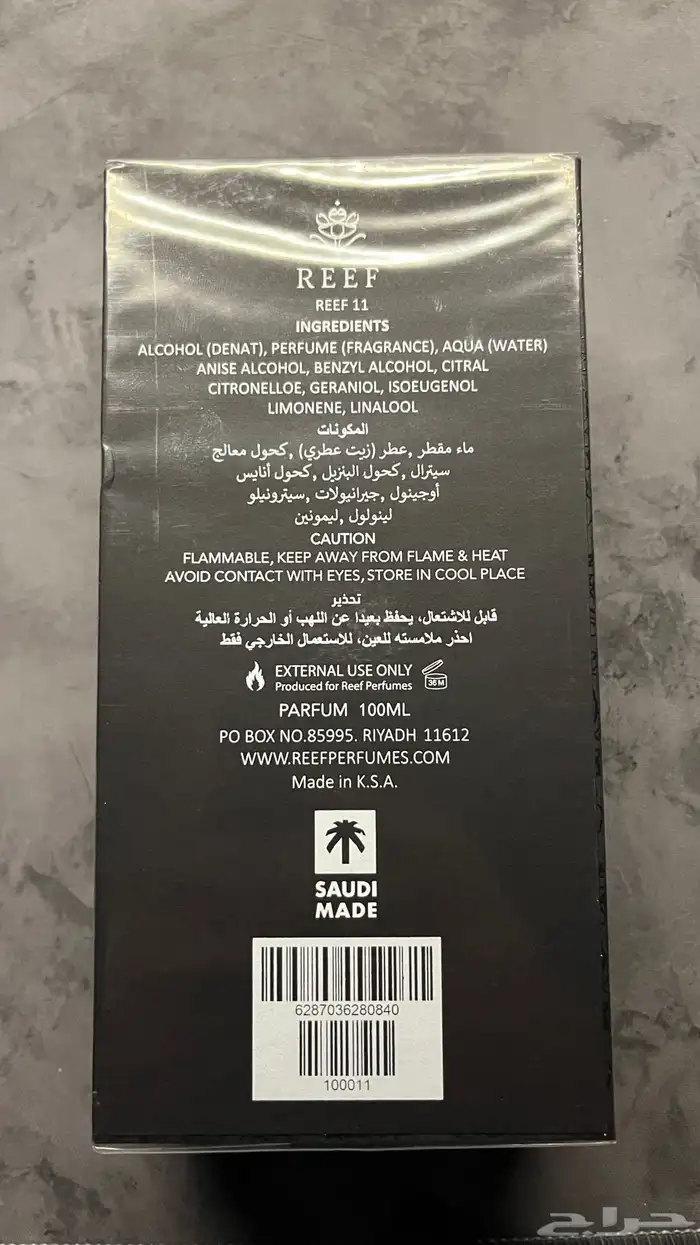 REEF
REEF 11
INGREDIENTS
ALCOHOL (DENAT), PERFUME (FRAGRANCE), AQUA (WATER)
ANISE ALCOHOL, BENZYL ALCOHOL, CITRAL
CITRONELLOE, GERANIOL, ISOEUGENOL
LIMONENE, LINALOOL
المكونات
ماء مقطر ,عطر (زيت عطري) ,كحول معالج
سيترال ,كحول البنزيل ,كحول أنايس
أوجينول ,جيرانيولات ,سيترونيلو
لينولول ,ليمونين
CAUTION
FLAMMABLE, KEEP AWAY FROM FLAME & HEAT
AVOID CONTACT WITH EYES, STORE IN COOL PLACE
تحذير
قابل للاشتعال، يحفظ بعيدا عن اللهب أو الحرارة العالية
احذر ملامسته للعين، للاستعمال الخارجي فقط
EXTERNAL USE ONLY
Produced for Reef Perfumes
36 M
PARFUM 100ML
PO BOX NO.85995. RIYADH 11612
WWW.REEFPERFUMES.COM
Made in K.S.A.
SAUDI
MADE
6287036280840
100011
حراج